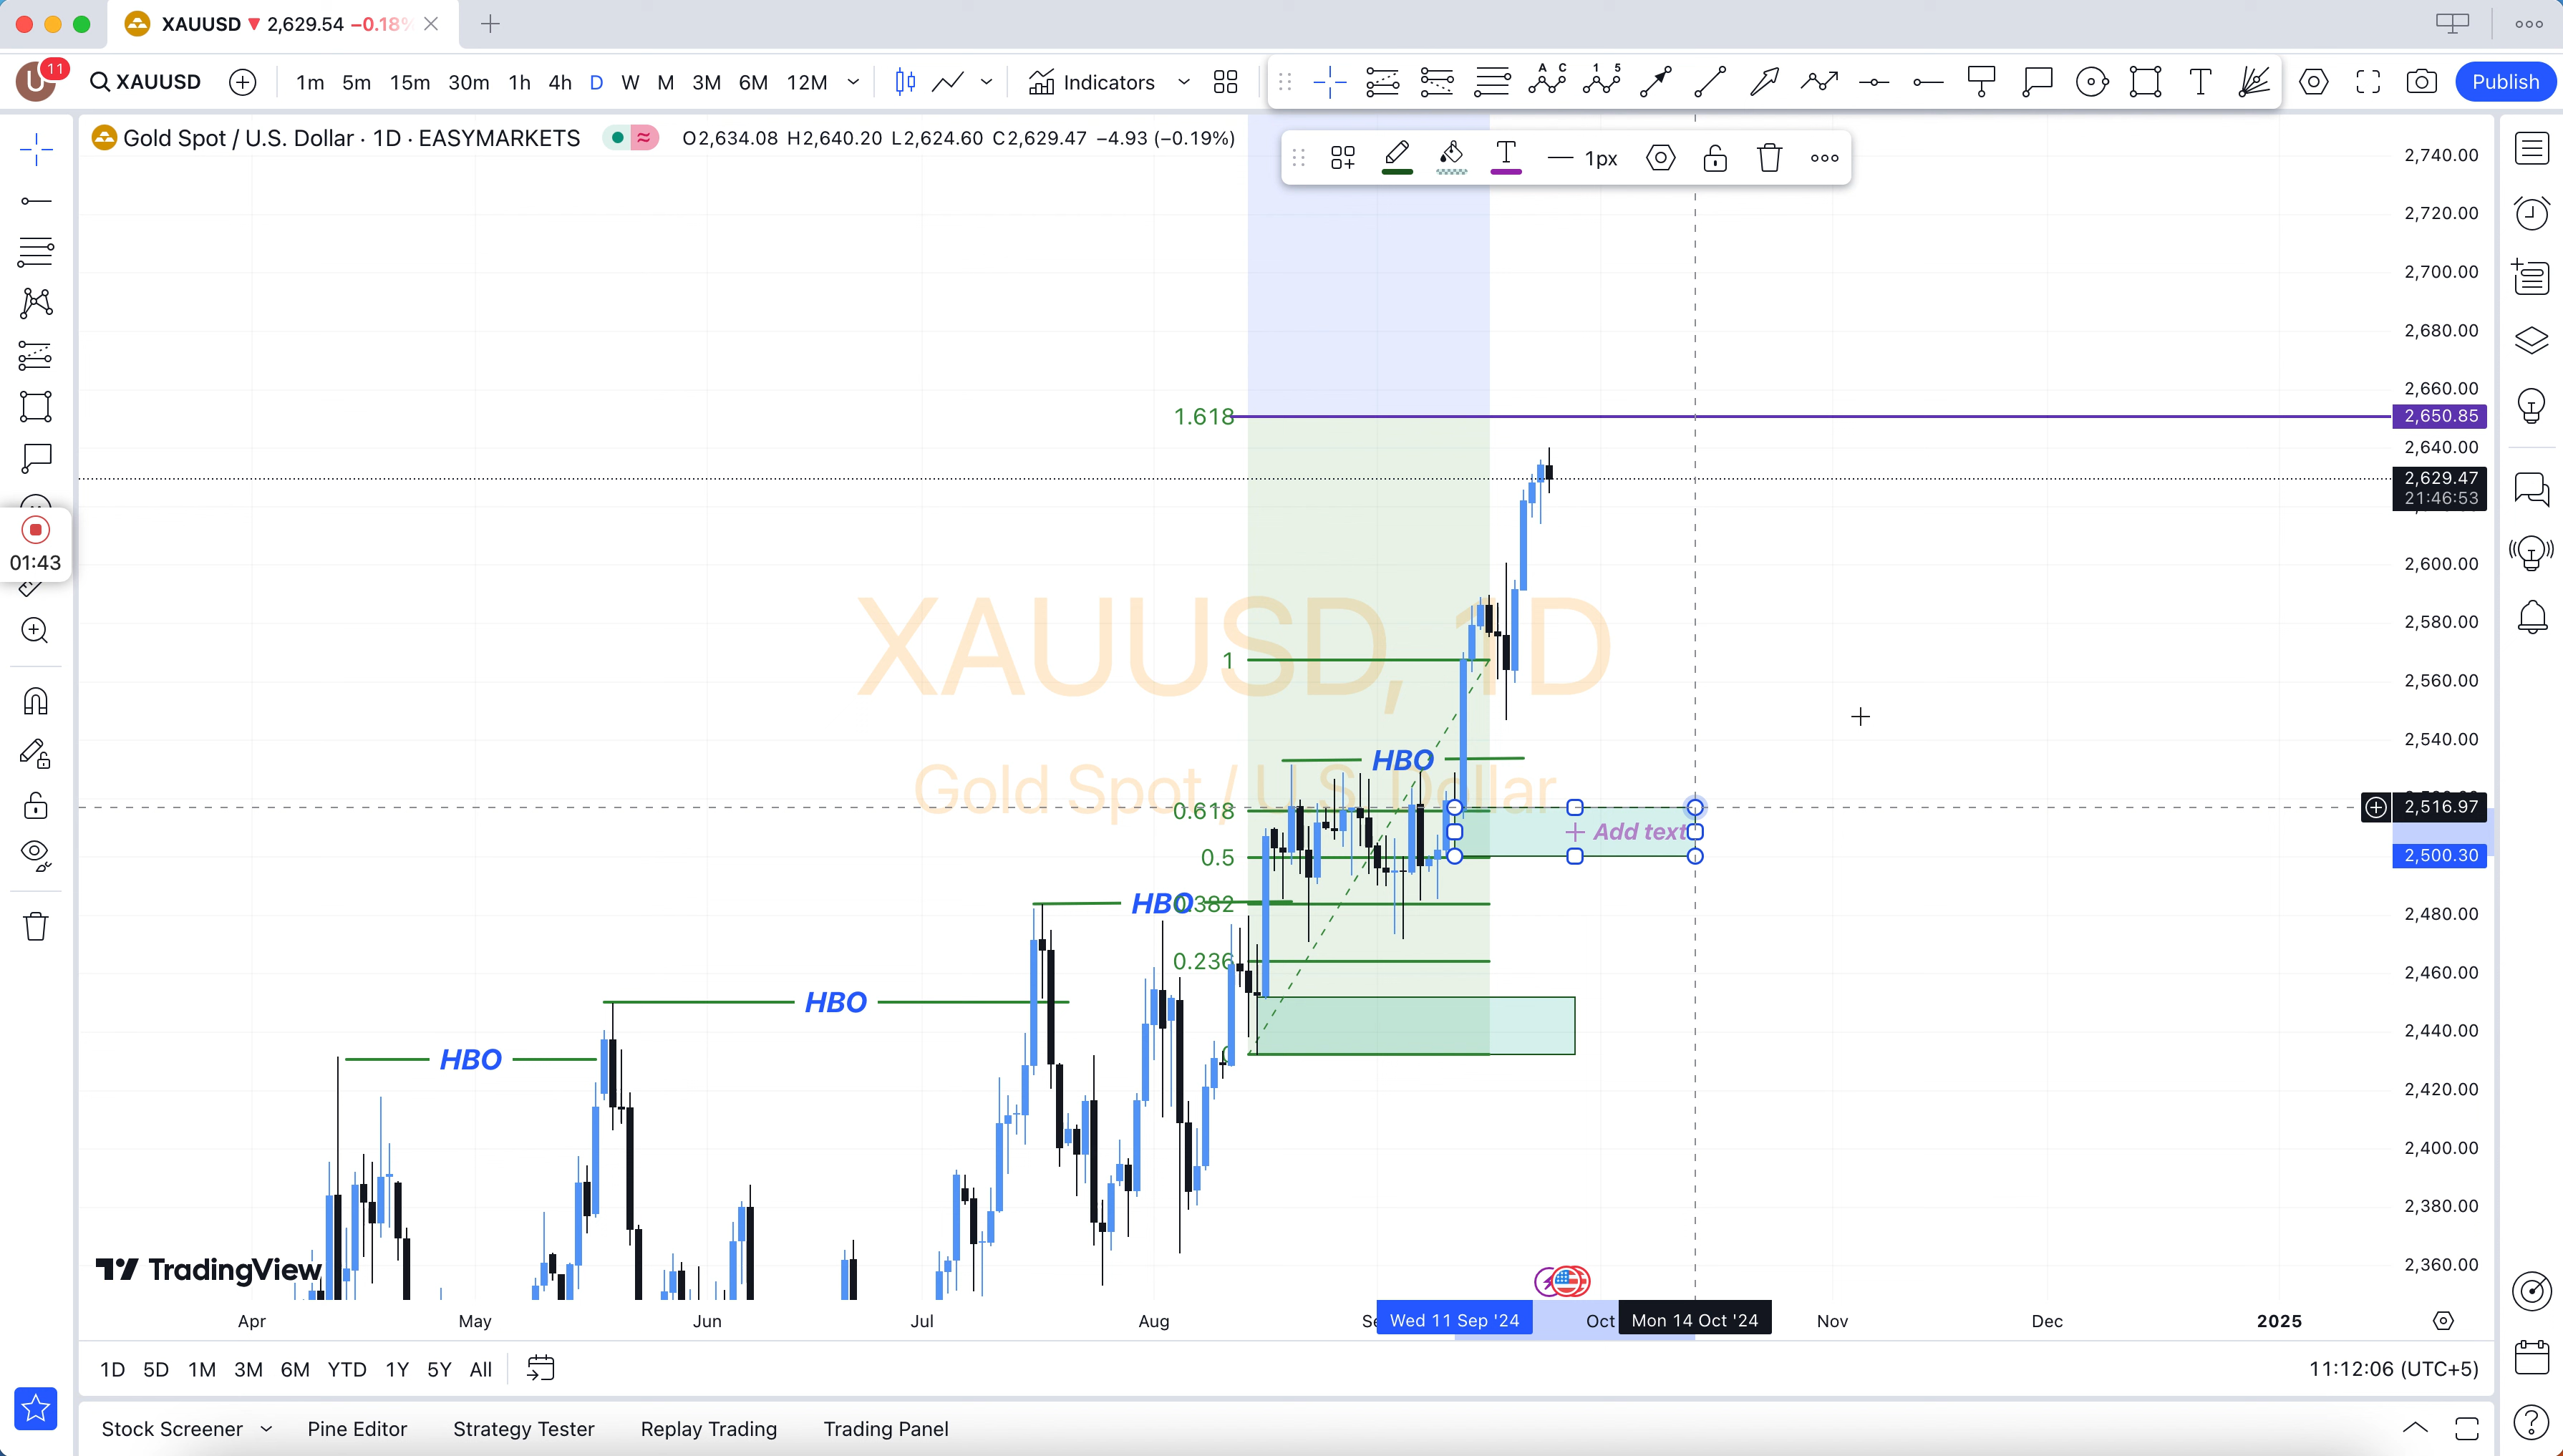 XAUUSD 2,629.54 −0.18%
U 11 XAUUSD 1m 5m 15m 30m 1h 4h D W M 3M 6M 12M Indicators A C 1 5 T Publish
Gold Spot / U.S. Dollar · 1D · EASYMARKETS O2,634.08 H2,640.20 L2,624.60 C2,629.47 −4.93 (−0.19%)
T 1px
2,740.00
2,720.00
2,700.00
2,680.00
2,660.00
1.618 2,650.85
2,640.00
2,629.47
21:46:53
01:43
2,600.00
2,580.00
XAUUSD, 1D
1
2,560.00
2,540.00
HBO
Gold Spot / U.S. Dollar
0.618 2,516.97
+ Add text
0.5 2,500.30
HBO 0.382
2,480.00
0.236
2,460.00
HBO
2,440.00
HBO
2,420.00
2,400.00
2,380.00
TradingView
2,360.00
Apr May Jun Jul Aug Wed 11 Sep '24 Oct Mon 14 Oct '24 Nov Dec 2025
1D 5D 1M 3M 6M YTD 1Y 5Y All 11:12:06 (UTC+5)
Stock Screener Pine Editor Strategy Tester Replay Trading Trading Panel